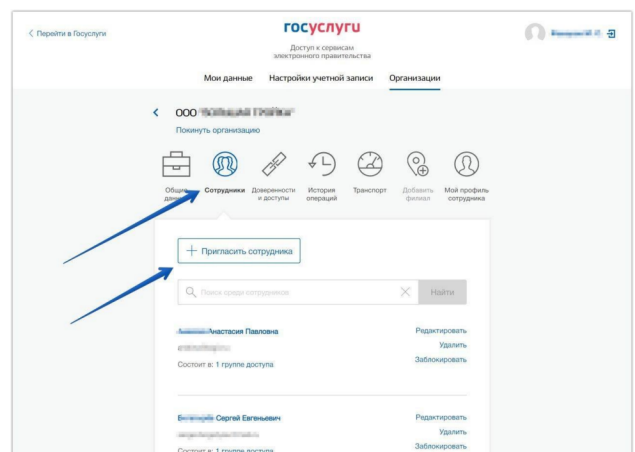 Перейти в Госуслуги
госуслуги
Доступ к сервисам
электронного правительства
Мои данные Настройки учетной записи Организации
ООО
Покинуть организацию
Общие данные
Сотрудники
Доверенности
и доступы
История
операций
Транспорт
Добавить
филиал
Мой профиль
сотрудника
Пригласить сотрудника
Поиск среди сотрудников
Найти
Анастасия Павловна
Редактировать
Удалить
Состоит в: 1 группе доступа
Заблокировать
Сергей Евгеньевич
Редактировать
Удалить
Состоит в: 1 группе доступа
Заблокировать